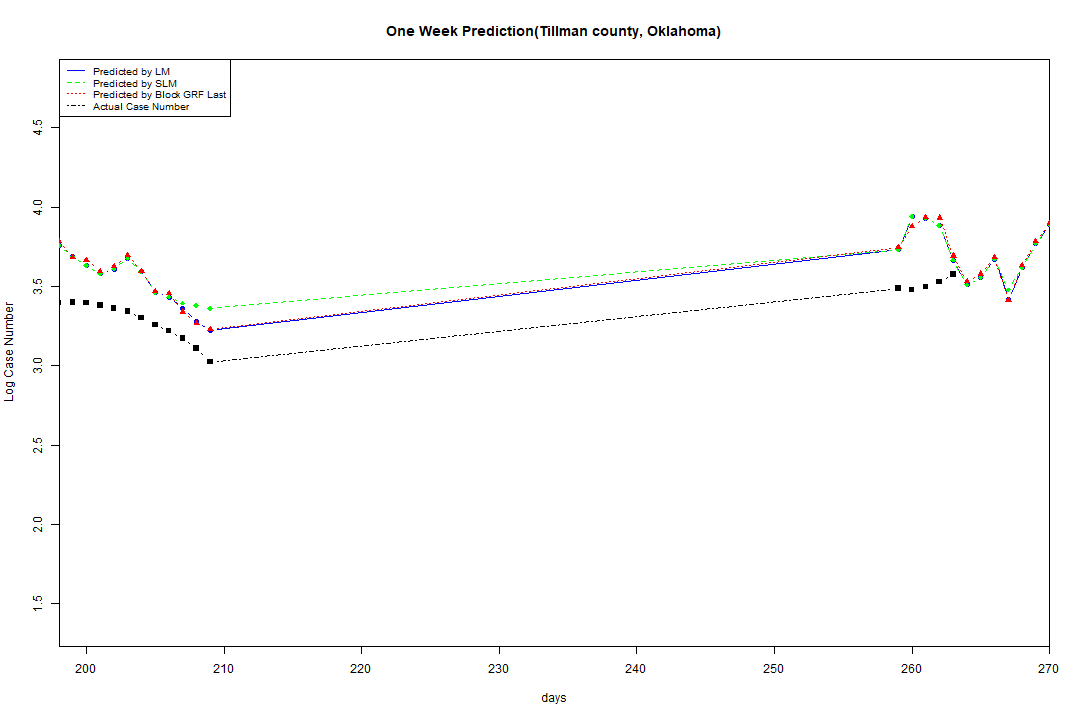 One Week Prediction(Tillman county, Oklahoma)
Predicted by LM
Predicted by SLM
Predicted by Block GRF Last
Actual Case Number
Log Case Number
4.5
4.0
3.5
3.0
2.5
2.0
1.5
200 210 220 230 240 250 260 270
days